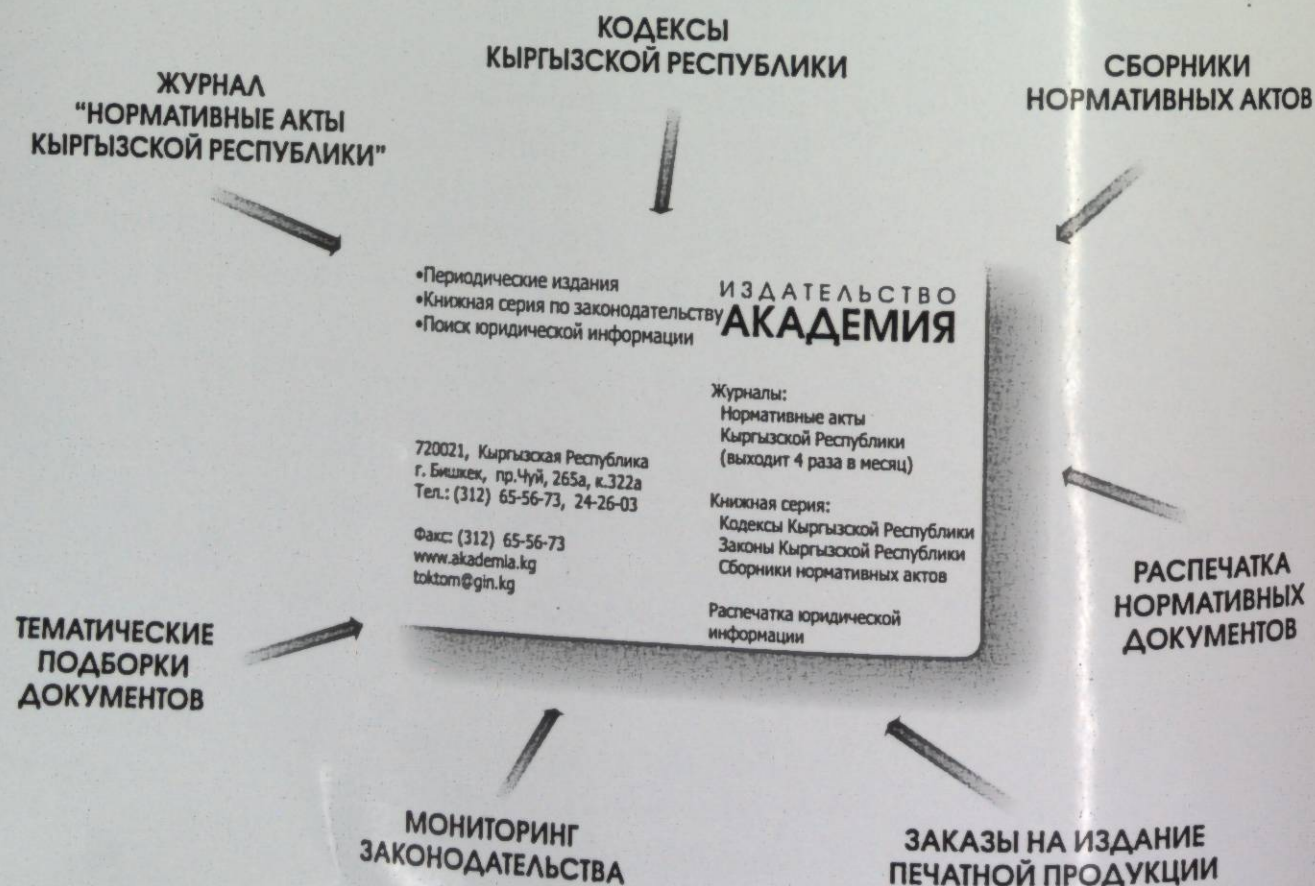 КОДЕКСЫ
КЫРГЫЗСКОЙ РЕСПУБЛИКИ
ЖУРНАЛ
"НОРМАТИВНЫЕ АКТЫ
КЫРГЫЗСКОЙ РЕСПУБЛИКИ"
СБОРНИКИ
НОРМАТИВНЫХ АКТОВ
•Периодические издания
•Книжная серия по законодательству
•Поиск юридической информации
ИЗДАТЕЛЬСТВО
АКАДЕМИЯ
720021, Кыргызская Республика
г. Бишкек, пр.Чуй, 265а, к.322а
Тел.: (312) 65-56-73, 24-26-03
Факс: (312) 65-56-73
www.akademia.kg
toktom@gin.kg
Журналы:
Нормативные акты
Кыргызской Республики
(выходит 4 раза в месяц)
Книжная серия:
Кодексы Кыргызской Республики
Законы Кыргызской Республики
Сборники нормативных актов
Распечатка юридической
информации
РАСПЕЧАТКА
НОРМАТИВНЫХ
ДОКУМЕНТОВ
ТЕМАТИЧЕСКИЕ
ПОДБОРКИ
ДОКУМЕНТОВ
МОНИТОРИНГ
ЗАКОНОДАТЕЛЬСТВА
ЗАКАЗЫ НА ИЗДАНИЕ
ПЕЧАТНОЙ ПРОДУКЦИИ